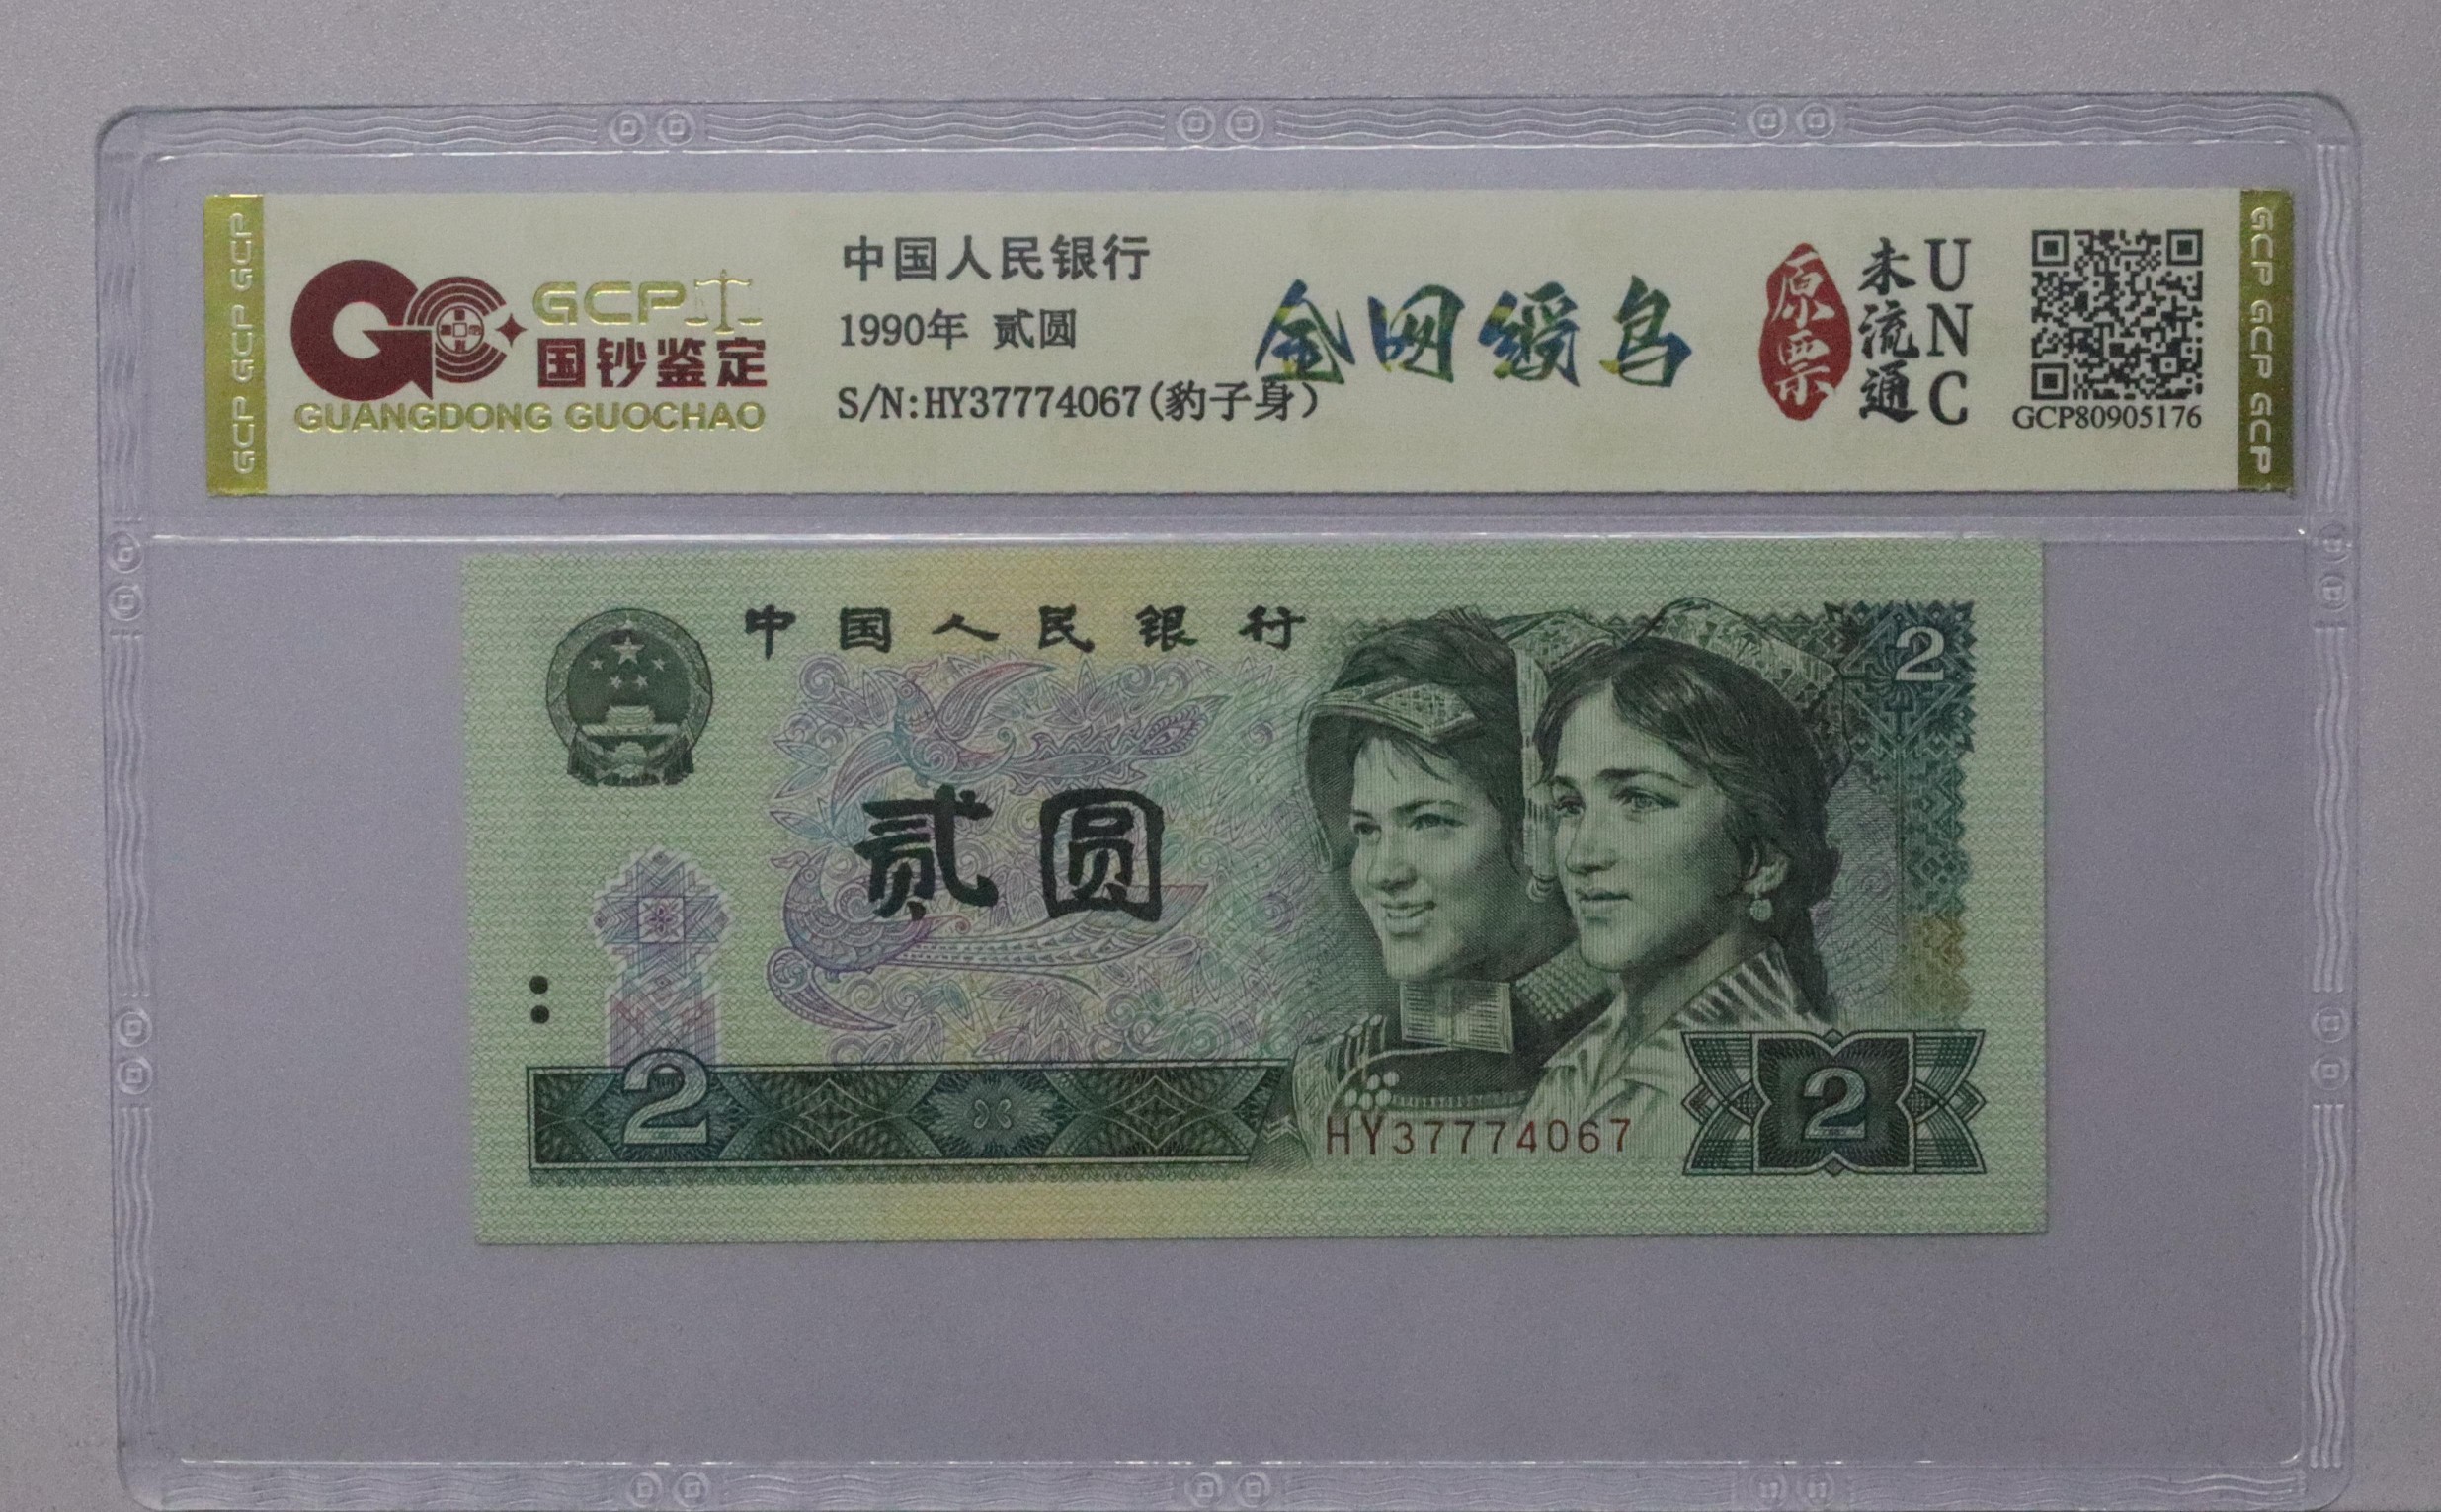 GCP GCP GCP
GCP
国钞鉴定
GUANGDONG GUOCHAO
中国人民银行
1990年 贰圆
S/N:HY37774067(豹子身)
金网绶鸟
原票
未流通
UNC
GCP80905176
GCP GCP GCP
中国人民银行
2
贰圆
2
HY37774067
2